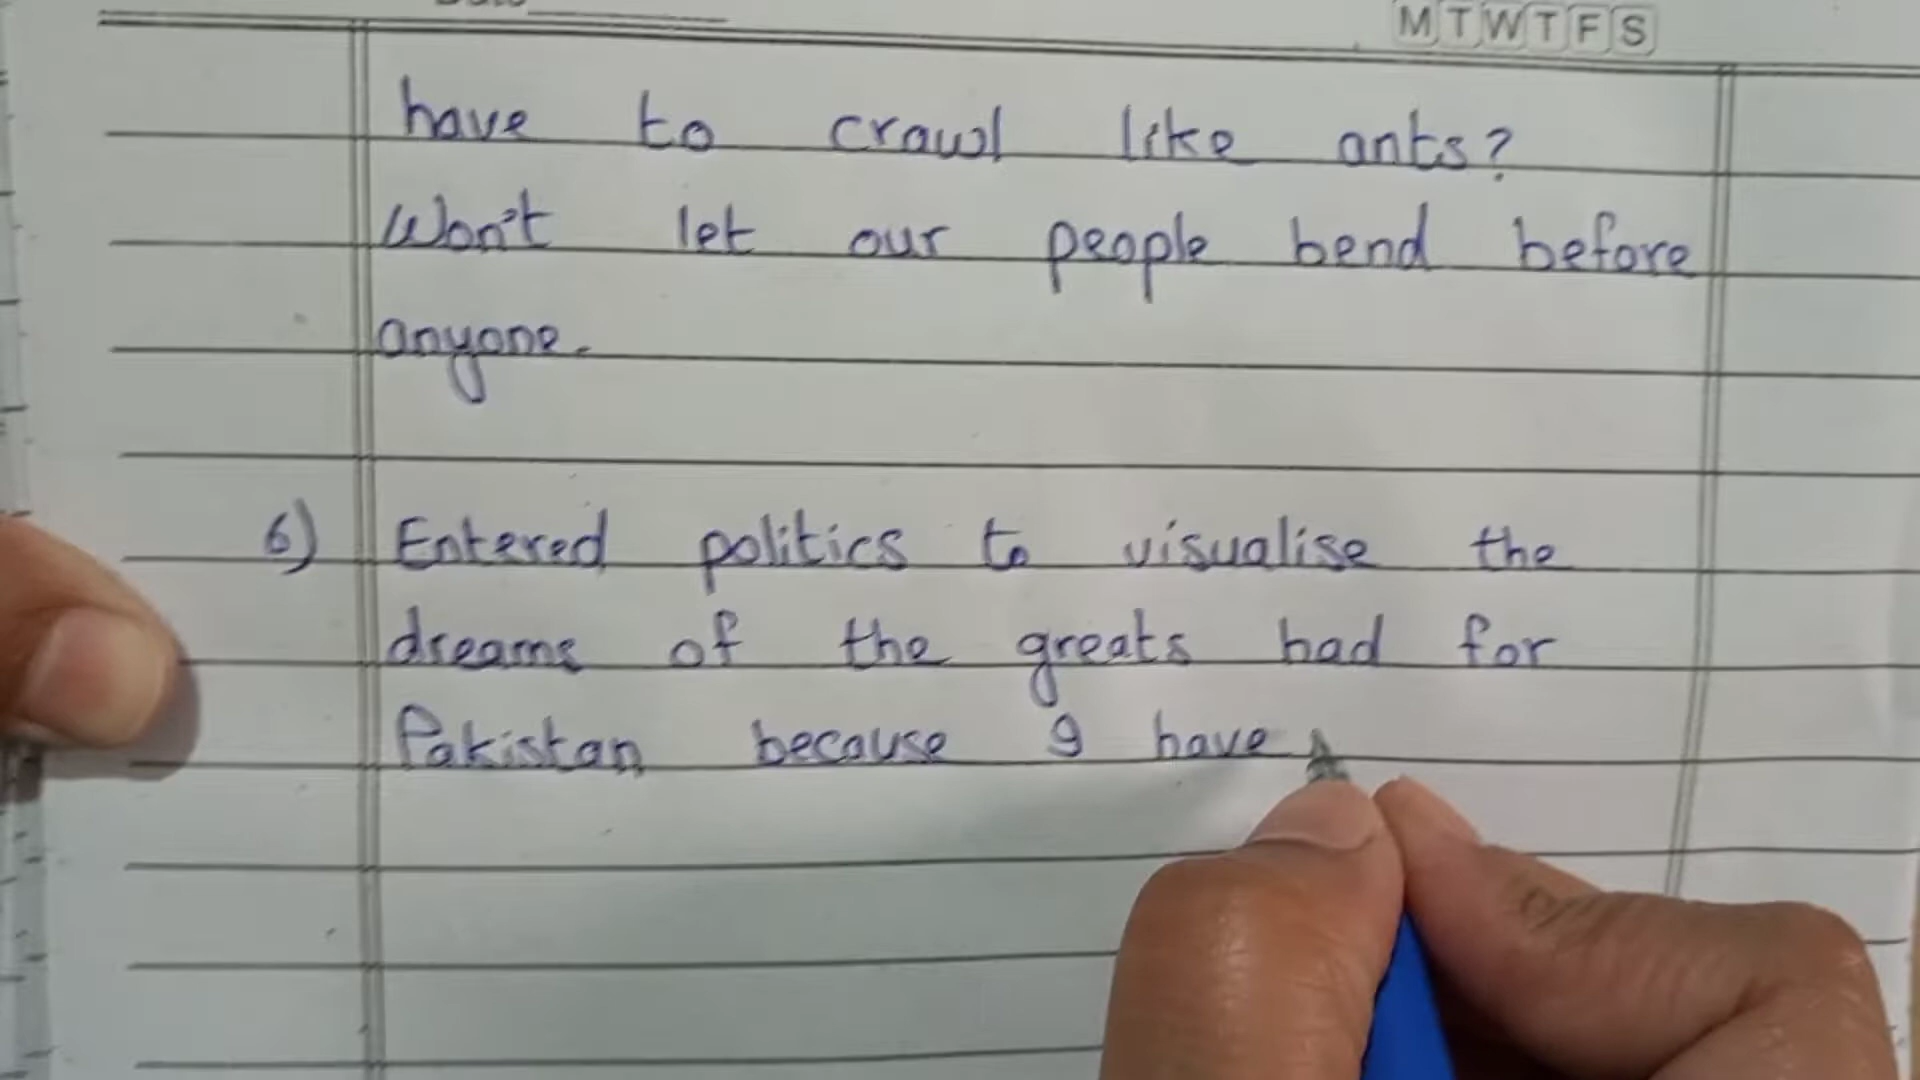 M T W T F S
have to crawl like ants?
Won't let our people bend before
anyone.
6) Entered politics to visualise the
dreams of the greats had for
Pakistan because I have